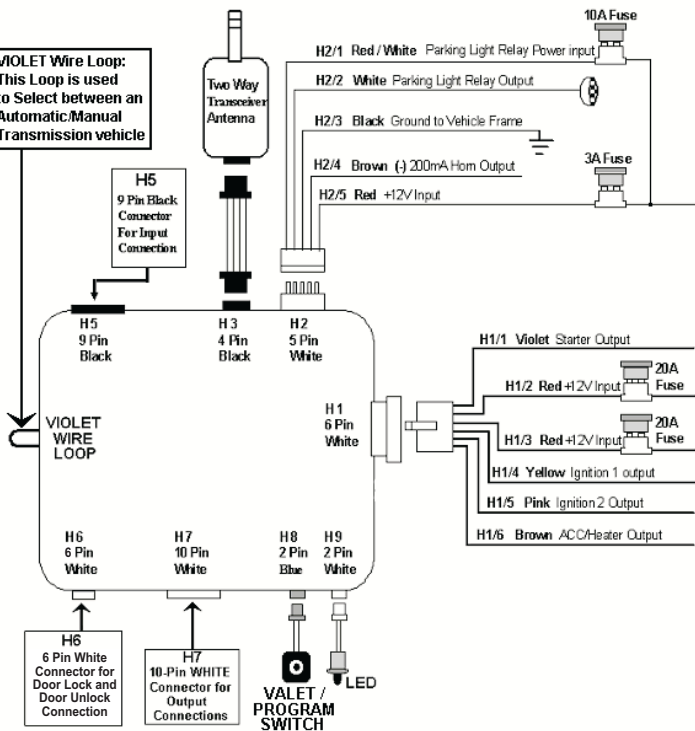 VIOLET Wire Loop:
This Loop is used
to Select between an
Automatic/Manual
Transmission vehicle
H5
9 Pin Black
Connector
For Input
Connection
Two Way
Transceiver
Antenna
10A Fuse
H2/1 Red / White Parking Light Relay Power input
H2/2 White Parking Light Relay Output
H2/3 Black Ground to Vehicle Frame
H2/4 Brown (-) 200mA Horn Output
3A Fuse
H2/5 Red +12V Input
H5
9 Pin
Black
H3
4 Pin
Black
H2
5 Pin
White
H1
6 Pin
White
VIOLET
WIRE
LOOP
H1/1 Violet Starter Output
20A
Fuse
H1/2 Red +12V Input
20A
Fuse
H1/3 Red +12V Input
H1/4 Yellow Ignition 1 output
H1/5 Pink Ignition 2 Output
H1/6 Brown ACC/Heater Output
H6
6 Pin
White
H7
10 Pin
White
H8
2 Pin
Blue
H9
2 Pin
White
H6
6 Pin White
Connector for
Door Lock and
Door Unlock
Connection
H7
10-Pin WHITE
Connector for
Output
Connections
VALET /
PROGRAM
SWITCH
LED